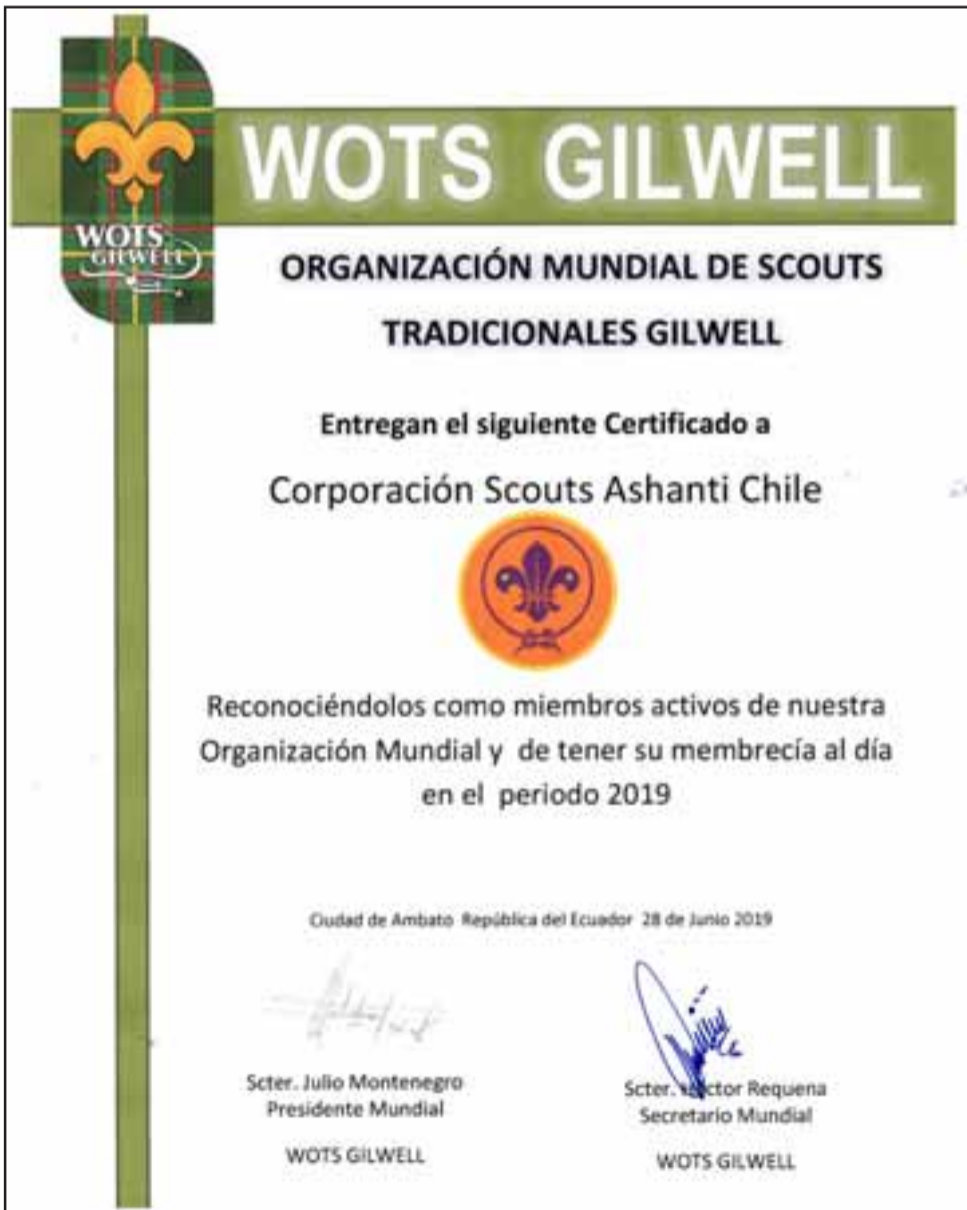 WOTS GILWELL
WOTS
GILWELL
ORGANIZACIÓN MUNDIAL DE SCOUTS
TRADICIONALES GILWELL
Entregan el siguiente Certificado a
Corporación Scouts Ashanti Chile
Reconociéndolos como miembros activos de nuestra
Organización Mundial y de tener su membrecía al día
en el periodo 2019
Ciudad de Ambato República del Ecuador 28 de Junio 2019
Scter. Julio Montenegro
Presidente Mundial
WOTS GILWELL
Scter. Requena
Secretario Mundial
WOTS GILWELL